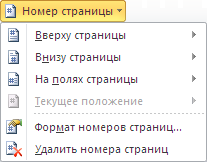 Номер страницы
Вверху страницы
Внизу страницы
На полях страницы
Текущее положение
Формат номеров страниц...
Удалить номера страниц